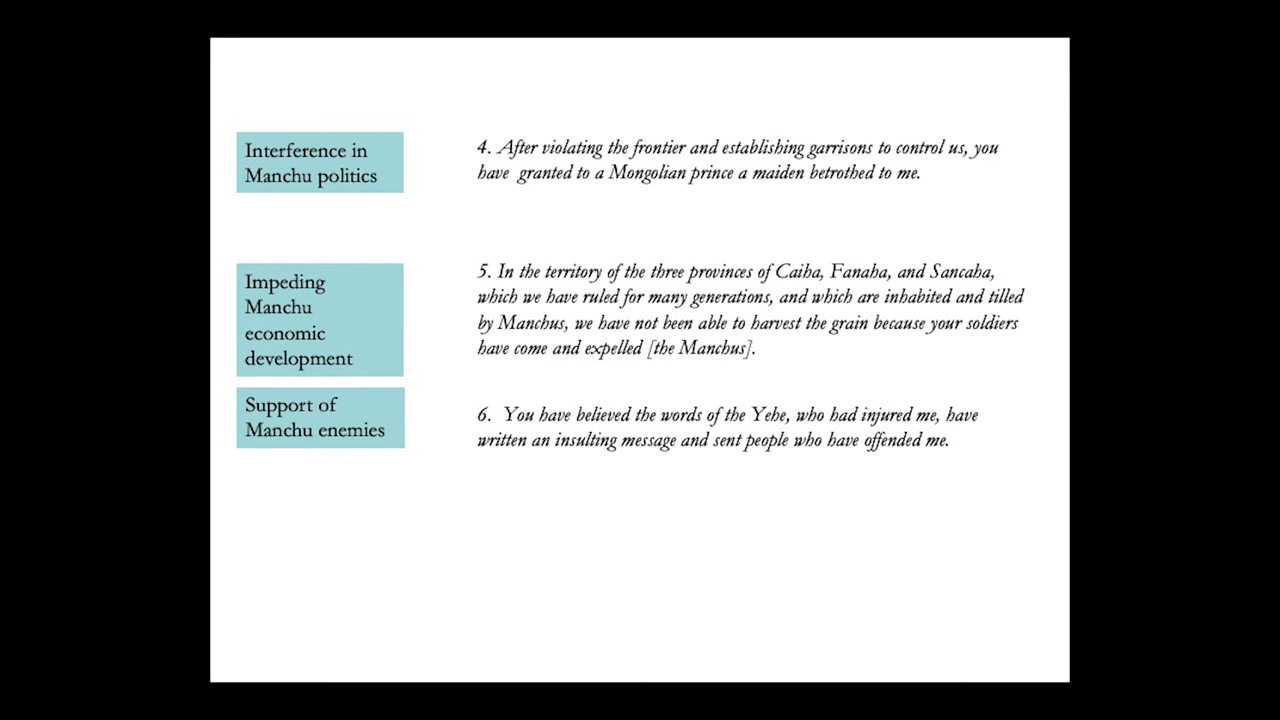 Interference in
Manchu politics
4. After violating the frontier and establishing garrisons to control us, you
have granted to a Mongolian prince a maiden betrothed to me.
Impeding
Manchu
economic
development
5. In the territory of the three provinces of Caiha, Fanaha, and Sancaha,
which we have ruled for many generations, and which are inhabited and tilled
by Manchus, we have not been able to harvest the grain because your soldiers
have come and expelled [the Manchus].
Support of
Manchu enemies
6. You have believed the words of the Yehe, who had injured me, have
written an insulting message and sent people who have offended me.